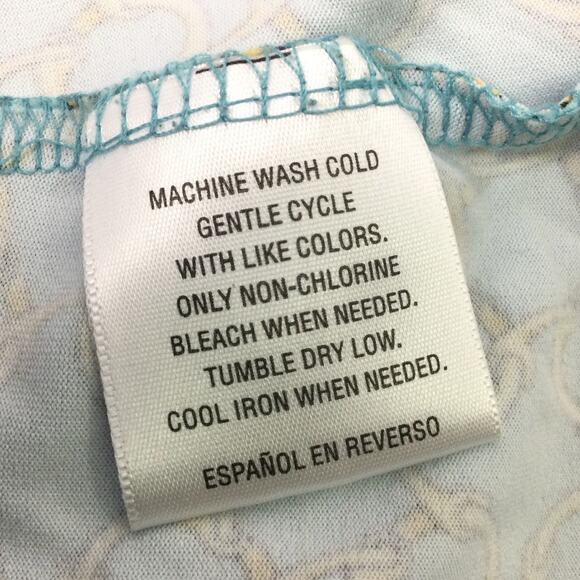 MACHINE WASH COLD
GENTLE CYCLE
WITH LIKE COLORS.
ONLY NON-CHLORINE
BLEACH WHEN NEEDED.
TUMBLE DRY LOW.
COOL IRON WHEN NEEDED.
ESPAÑOL EN REVERSO